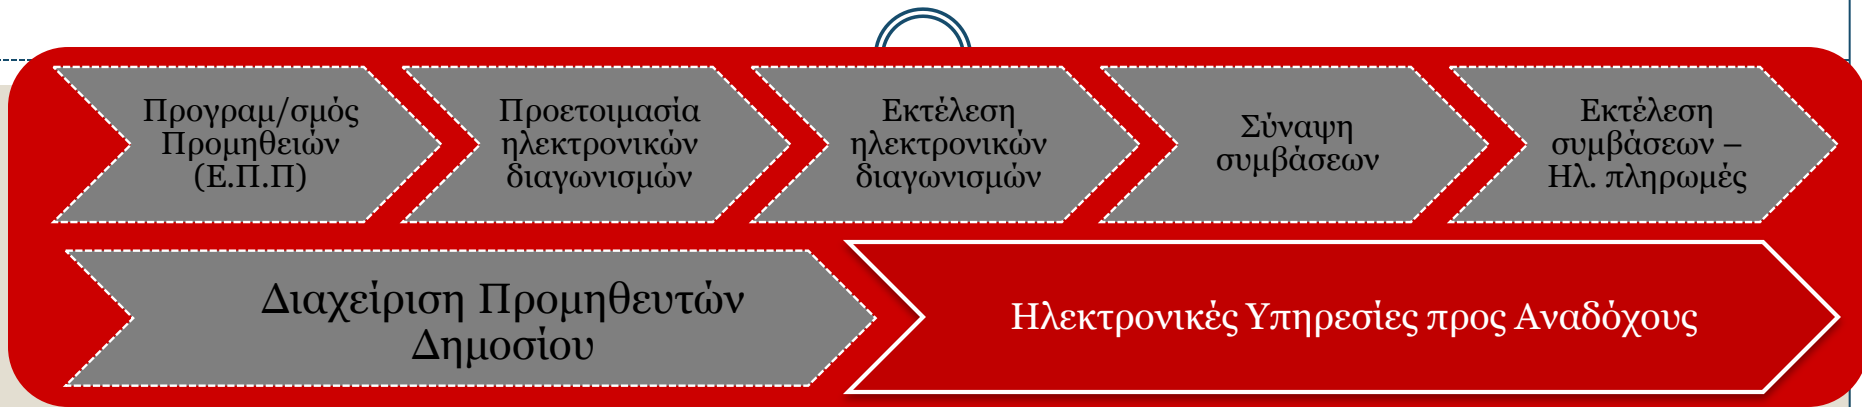 Προγραμ/σμός
Προμηθειών
(Ε.Π.Π)
Προετοιμασία
ηλεκτρονικών
διαγωνισμών
Εκτέλεση
ηλεκτρονικών
διαγωνισμών
Σύναψη
συμβάσεων
Εκτέλεση
συμβάσεων –
Ηλ. πληρωμές
Διαχείριση Προμηθευτών
Δημοσίου
Ηλεκτρονικές Υπηρεσίες προς Αναδόχους